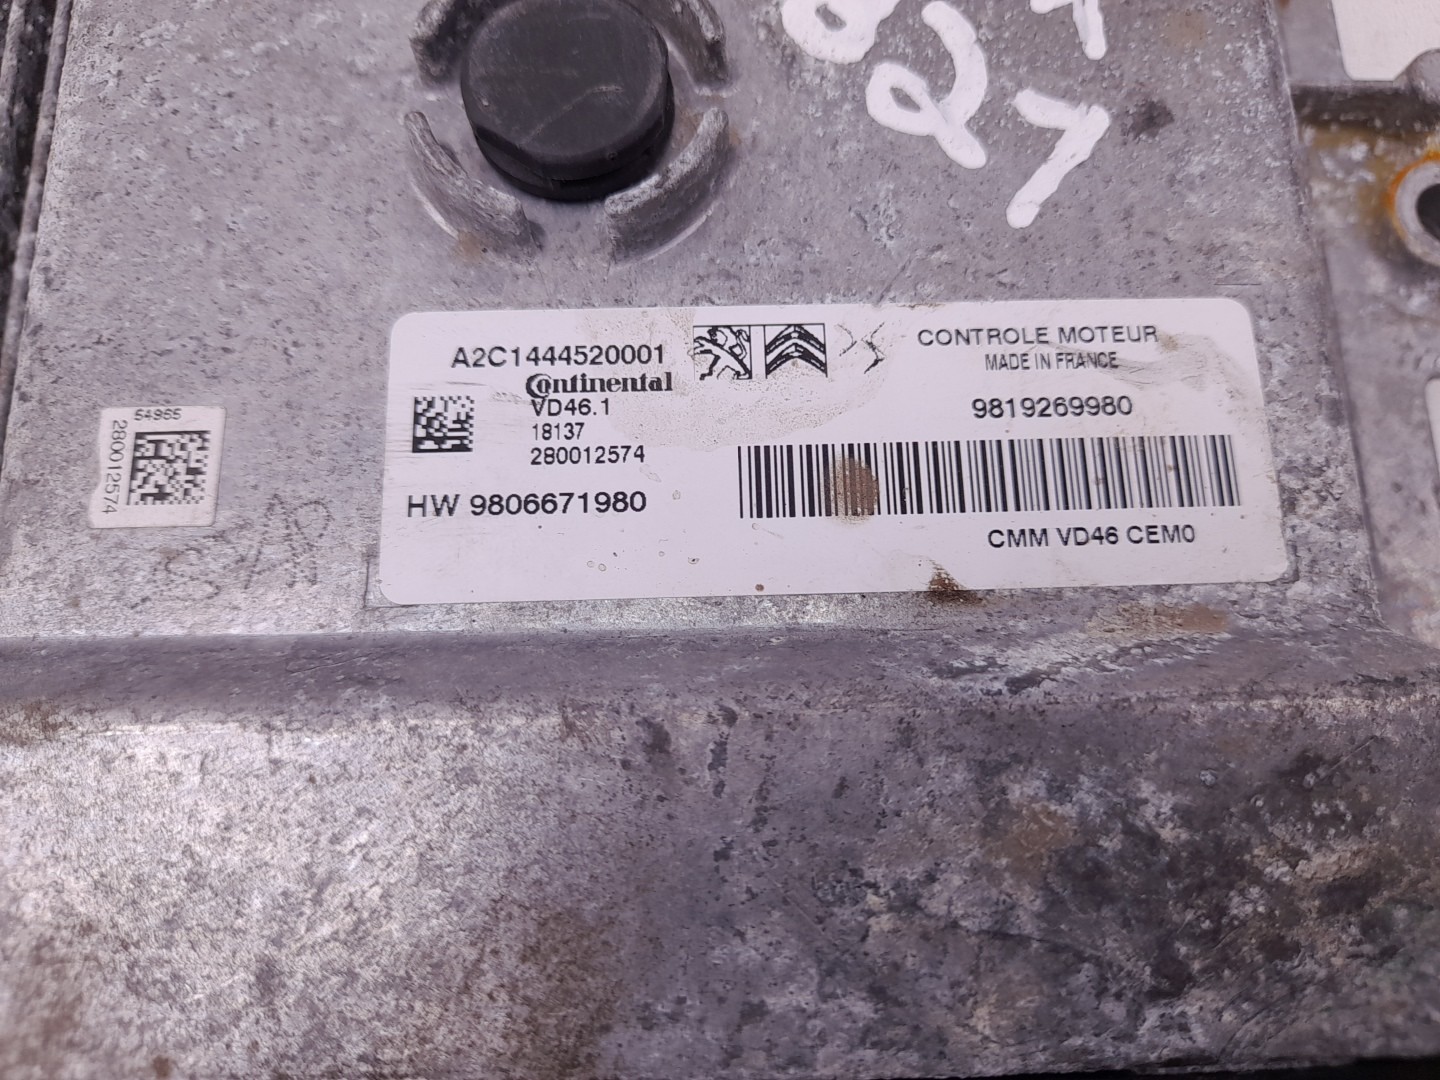 Q7
A2C1444520001
Continental
VD46.1
18137
280012574
HW 9806671980
CONTROLE MOTEUR
MADE IN FRANCE
9819269980
CMM VD46 CEM0
54965
280012574